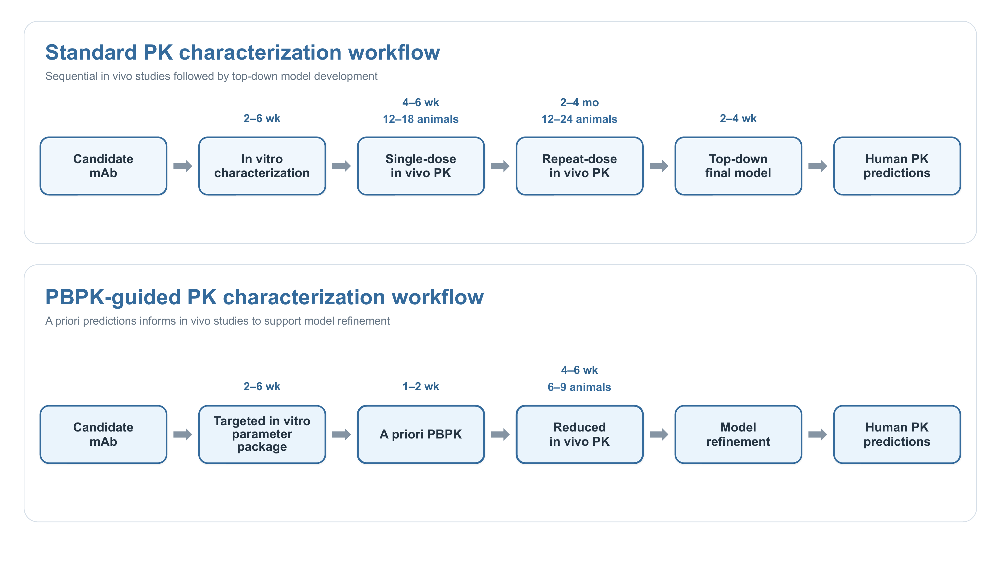 Standard PK characterization workflow
Sequential in vivo studies followed by top-down model development
4–6 wk
2–4 mo
2–6 wk
12–18 animals
12–24 animals
2–4 wk
Candidate
mAb
In vitro
characterization
Single-dose
in vivo PK
Repeat-dose
in vivo PK
Top-down
final model
Human PK
predictions
PBPK-guided PK characterization workflow
A priori predictions informs in vivo studies to support model refinement
4–6 wk
2–6 wk
1–2 wk
6–9 animals
Candidate
mAb
Targeted in vitro
parameter
package
A priori PBPK
Reduced
in vivo PK
Model
refinement
Human PK
predictions